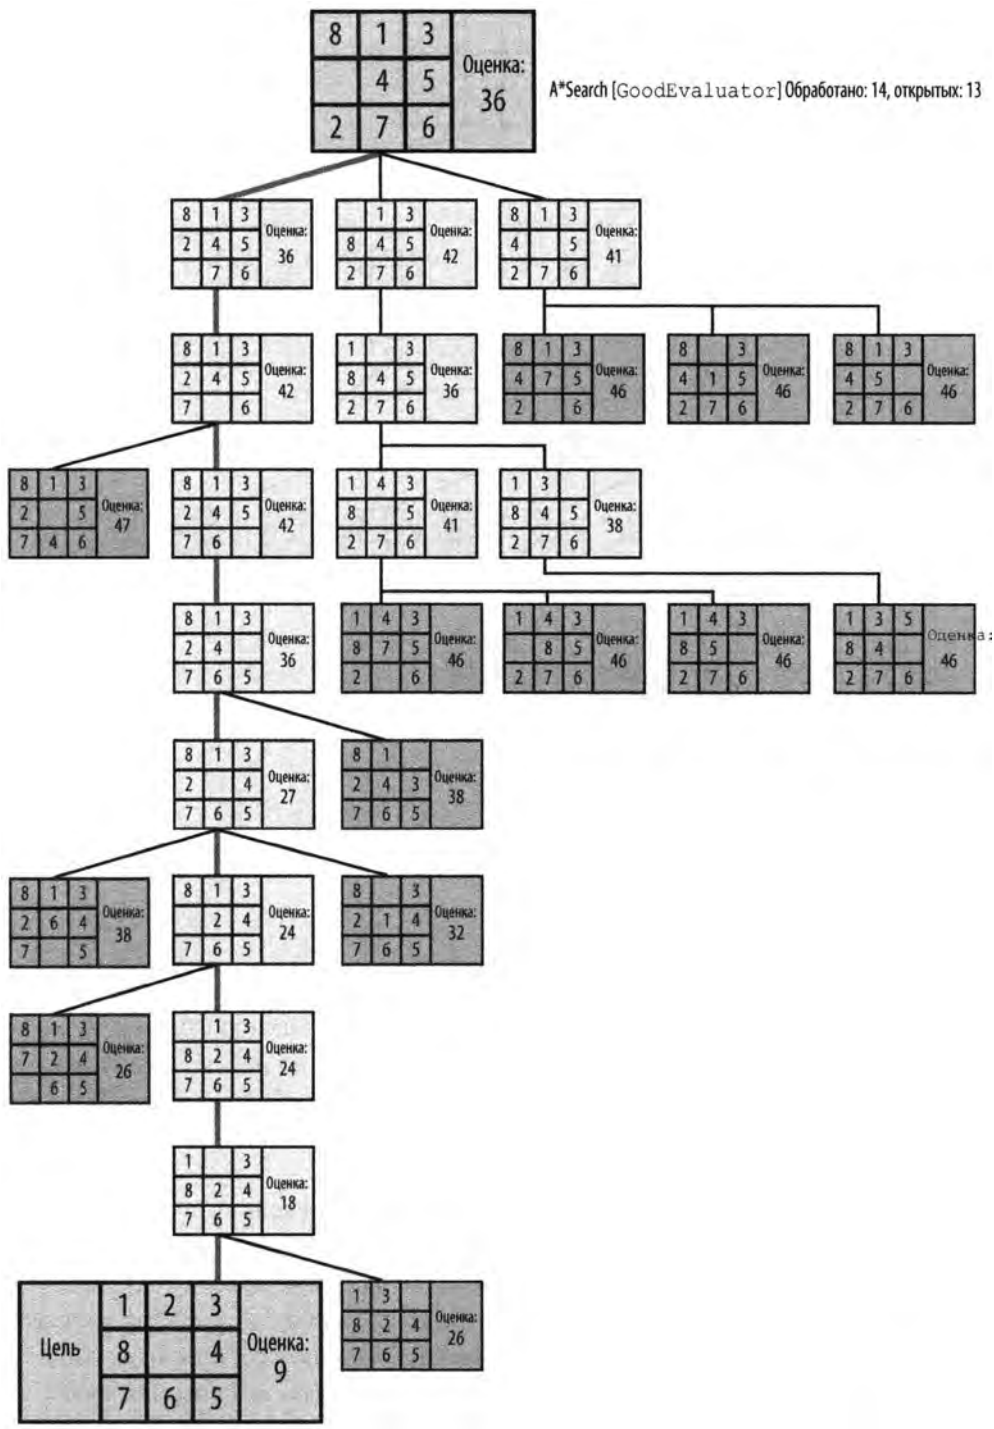 8 1 3
4 5
2 7 6
Оценка:
36
A*Search [GoodEvaluator] Обработано: 14, открытых: 13
8 1 3
2 4 5
7 6
Оценка:
36
1 3
8 4 5
2 7 6
Оценка:
42
8 1 3
4 5
2 7 6
Оценка:
41
8 1 3
2 4 5
7 6
Оценка:
42
1 3
8 4 5
2 7 6
Оценка:
36
8 1 3
4 7 5
2 6
Оценка:
46
8 3
4 1 5
2 7 6
Оценка:
46
8 1 3
4 5
2 7 6
Оценка:
46
8 1 3
2 5
7 4 6
Оценка:
47
8 1 3
2 4 5
7 6
Оценка:
42
1 4 3
8 5
2 7 6
Оценка:
41
1 3
8 4 5
2 7 6
Оценка:
38
8 1 3
2 4
7 6 5
Оценка:
36
1 4 3
8 7 5
2 6
Оценка:
46
1 4 3
8 5
2 7 6
Оценка:
46
1 4 3
8 5
2 7 6
Оценка:
46
1 3 5
8 4
2 7 6
Оценка:
46
8 1 3
2 4
7 6 5
Оценка:
27
8 1
2 4 3
7 6 5
Оценка:
38
8 1 3
2 6 4
7 5
Оценка:
38
8 1 3
2 4
7 6 5
Оценка:
24
8 3
2 1 4
7 6 5
Оценка:
32
8 1 3
7 2 4
6 5
Оценка:
26
1 3
8 2 4
7 6 5
Оценка:
24
1 3
8 2 4
7 6 5
Оценка:
18
Цель
1 2 3
8 4
7 6 5
Оценка:
9
1 3
8 2 4
7 6 5
Оценка:
26